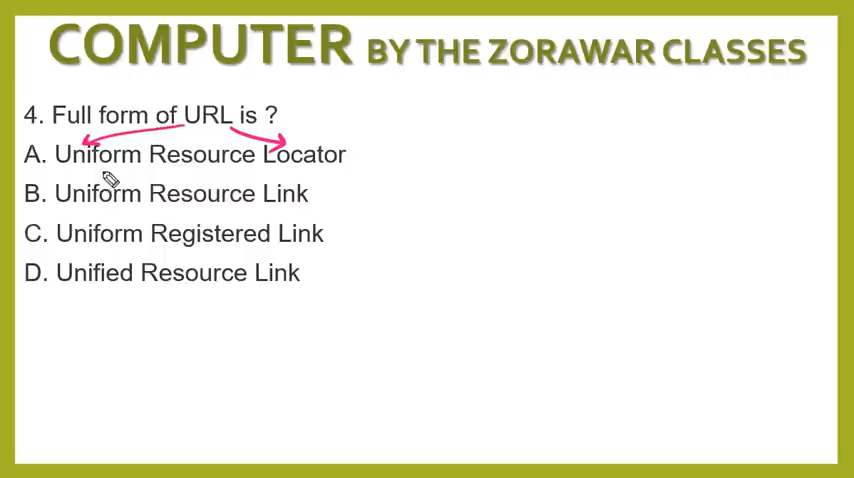 COMPUTER BY THE ZORAWAR CLASSES
4. Full form of URL is ?
A. Uniform Resource Locator
B. Uniform Resource Link
C. Uniform Registered Link
D. Unified Resource Link